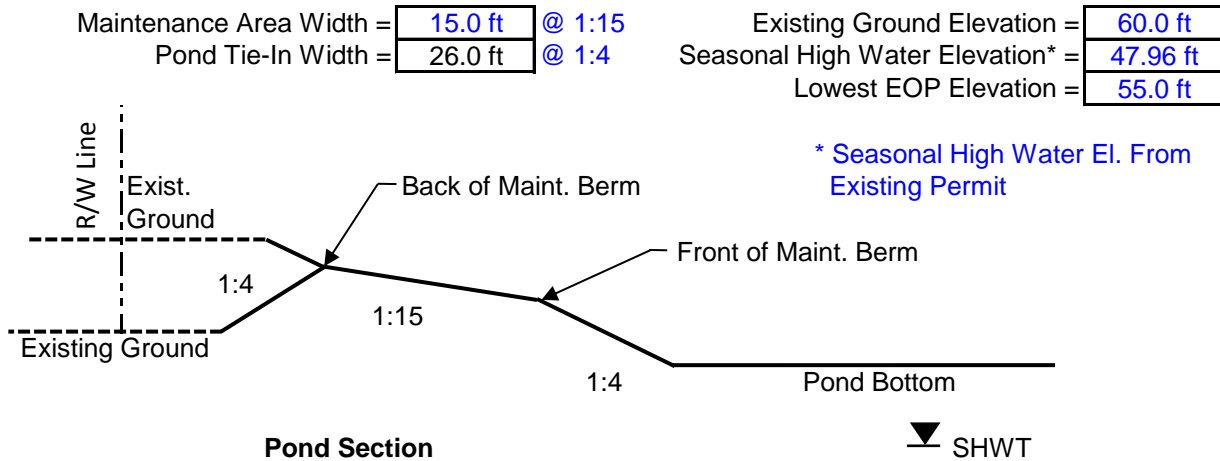 Maintenance Area Width = 15.0 ft @ 1:15
Pond Tie-In Width = 26.0 ft @ 1:4
Existing Ground Elevation = 60.0 ft
Seasonal High Water Elevation* = 47.96 ft
Lowest EOP Elevation = 55.0 ft
* Seasonal High Water El. From
Existing Permit
R/W Line
Exist.
Ground
Back of Maint. Berm
Front of Maint. Berm
1:4
1:15
Existing Ground
1:4
Pond Bottom
Pond Section
SHWT